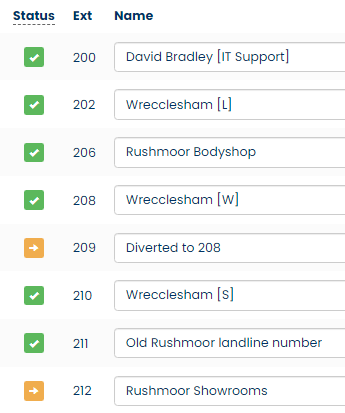 Status Ext Name
200 David Bradley [IT Support]
202 Wrecclesham [L]
206 Rushmoor Bodyshop
208 Wrecclesham [W]
209 Diverted to 208
210 Wrecclesham [S]
211 Old Rushmoor landline number
212 Rushmoor Showrooms